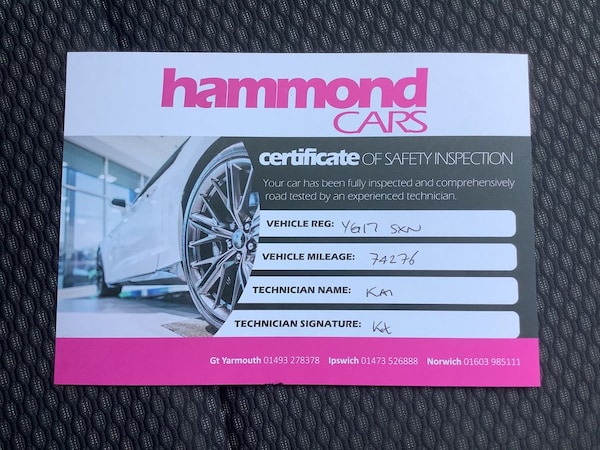 hammond
CARS
certificate OF SAFETY INSPECTION
Your car has been fully inspected and comprehensively
road tested by an experienced technician.
VEHICLE REG: YG17 SXN
VEHICLE MILEAGE: 74276
TECHNICIAN NAME: KAI
TECHNICIAN SIGNATURE:
Gt Yarmouth 01493 278378 Ipswich 01473 526888 Norwich 01603 985111